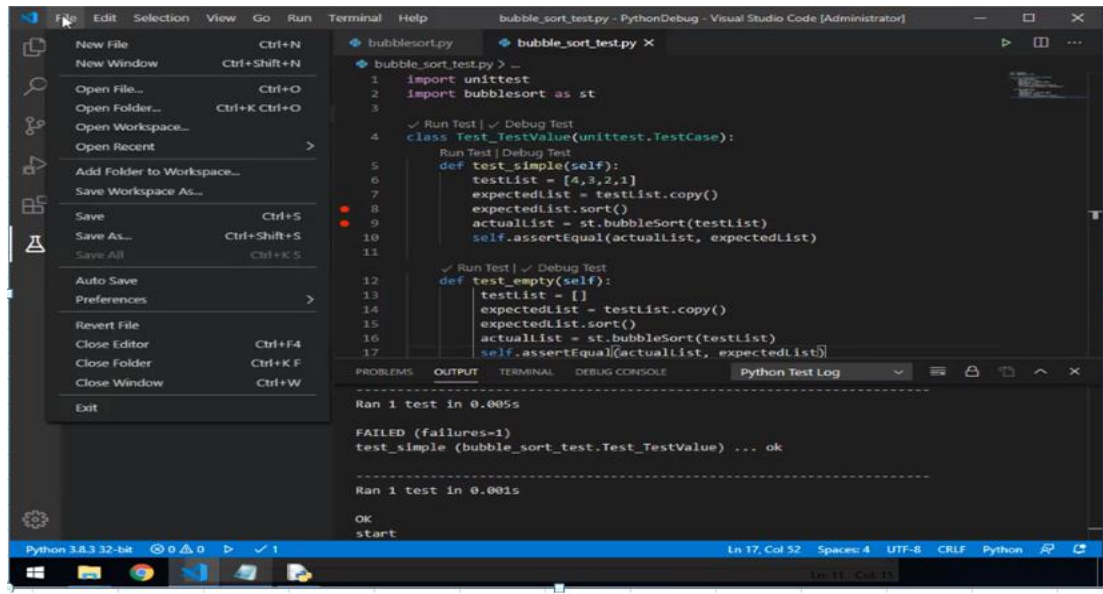 File Edit Selection View Go Run Terminal Help bubble_sort_test.py - PythonDebug - Visual Studio Code [Administrator]
New File Ctrl+N
New Window Ctrl+Shift+N
Open File... Ctrl+O
Open Folder... Ctrl+K Ctrl+O
Open Workspace...
Open Recent >
Add Folder to Workspace...
Save Workspace As...
Save Ctrl+S
Save As... Ctrl+Shift+S
Save All Ctrl+K S
Auto Save
Preferences >
Revert File
Close Editor Ctrl+F4
Close Folder Ctrl+K F
Close Window Ctrl+W
Exit
bubblesort.py bubble_sort_test.py ×
bubble_sort_test.py > ...
1 import unittest
2 import bubblesort as st
3
✓ Run Test | ✓ Debug Test
4 class Test_TestValue(unittest.TestCase):
Run Test | Debug Test
5 def test_simple(self):
6 testList = [4,3,2,1]
7 expectedList = testList.copy()
8 expectedList.sort()
9 actualList = st.bubbleSort(testList)
10 self.assertEqual(actualList, expectedList)
11
✓ Run Test | ✓ Debug Test
12 def test_empty(self):
13 testList = []
14 expectedList = testList.copy()
15 expectedList.sort()
16 actualList = st.bubbleSort(testList)
17 self.assertEqual(actualList, expectedList)
PROBLEMS OUTPUT TERMINAL DEBUG CONSOLE Python Test Log
----------------------------------------------------------------------
Ran 1 test in 0.005s
FAILED (failures=1)
test_simple (bubble_sort_test.Test_TestValue) ... ok
----------------------------------------------------------------------
Ran 1 test in 0.001s
OK
start
Python 3.8.3 32-bit 0 0 ✓ 1 Ln 17, Col 52 Spaces: 4 UTF-8 CRLF Python
Ln: 11 Col: 11